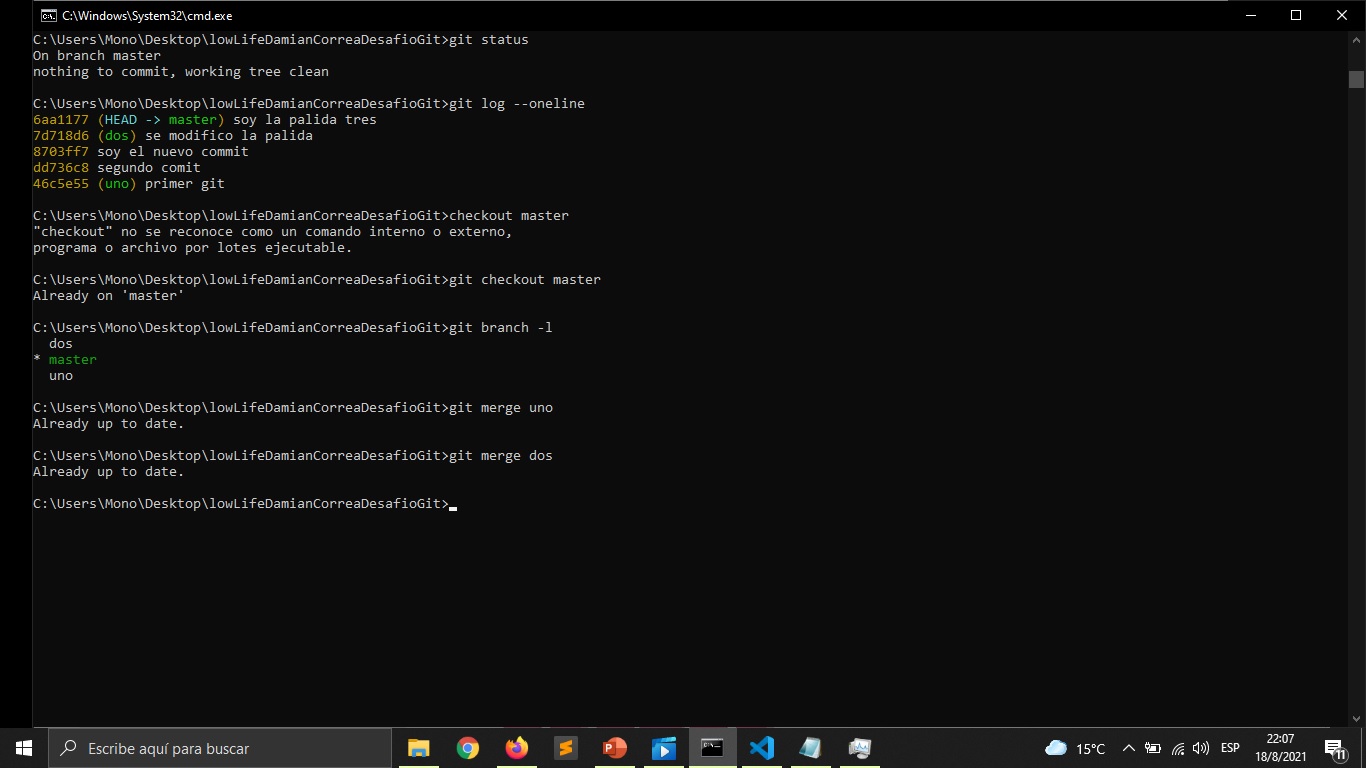 C:\Windows\System32\cmd.exe
C:\Users\Mono\Desktop\lowLifeDamianCorreaDesafioGit>git status
On branch master
nothing to commit, working tree clean
C:\Users\Mono\Desktop\lowLifeDamianCorreaDesafioGit>git log --oneline
6aa1177 (HEAD -> master) soy la palida tres
7d718d6 (dos) se modifico la palida
8703ff7 soy el nuevo commit
dd736c8 segundo comit
46c5e55 (uno) primer git
C:\Users\Mono\Desktop\lowLifeDamianCorreaDesafioGit>checkout master
"checkout" no se reconoce como un comando interno o externo,
programa o archivo por lotes ejecutable.
C:\Users\Mono\Desktop\lowLifeDamianCorreaDesafioGit>git checkout master
Already on 'master'
C:\Users\Mono\Desktop\lowLifeDamianCorreaDesafioGit>git branch -l
dos
* master
uno
C:\Users\Mono\Desktop\lowLifeDamianCorreaDesafioGit>git merge uno
Already up to date.
C:\Users\Mono\Desktop\lowLifeDamianCorreaDesafioGit>git merge dos
Already up to date.
C:\Users\Mono\Desktop\lowLifeDamianCorreaDesafioGit>
Escribe aquí para buscar
15°C
ESP
22:07
18/8/2021
11